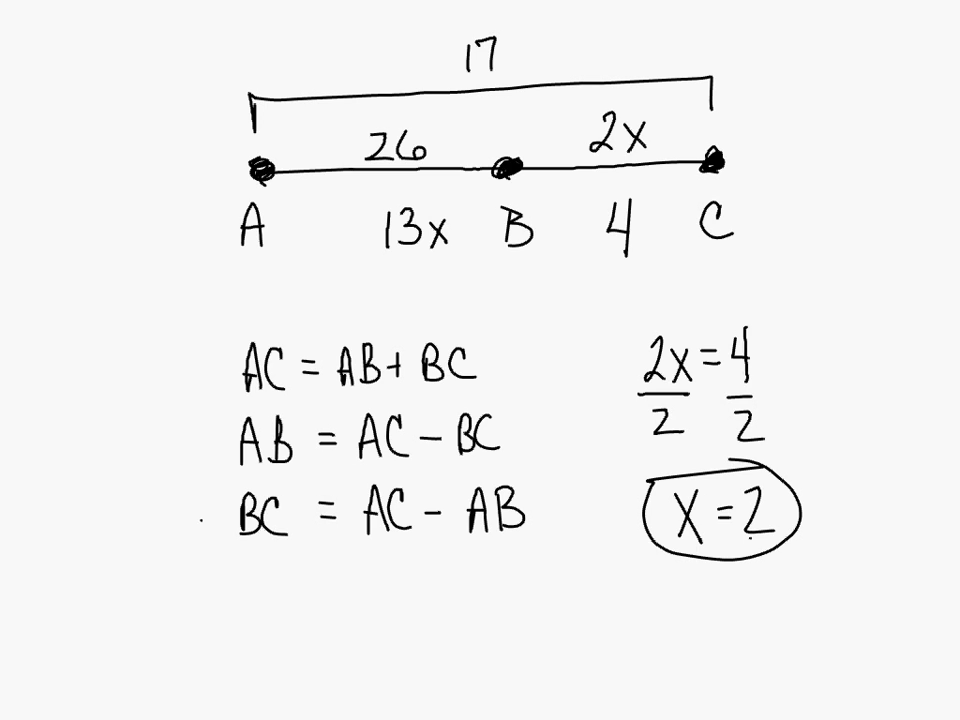 17
26 2x
A 13x B 4 C
AC = AB + BC
AB = AC - BC
BC = AC - AB
2x = 4
2 2
x = 2